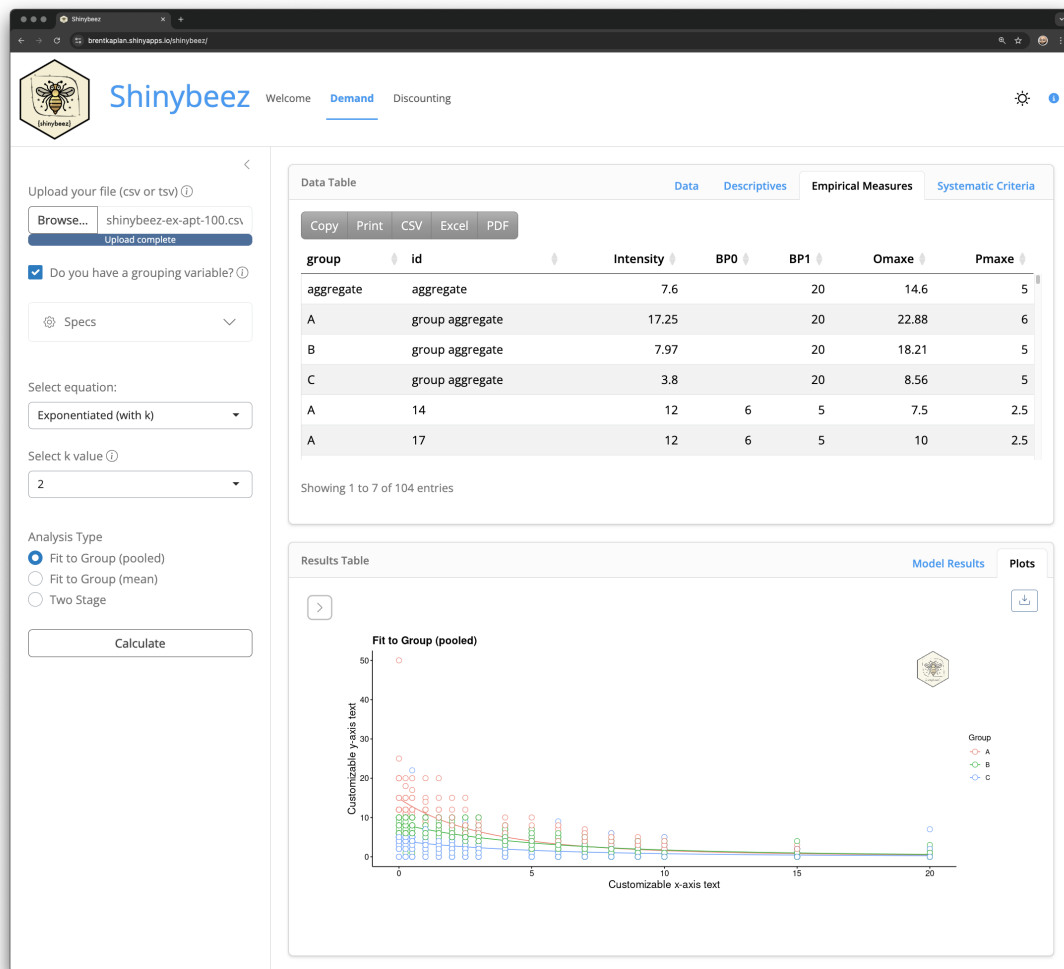 Shinybeez
brentkaplan.shinyapps.io/shinybeez/
{shinybeez}
Shinybeez Welcome Demand Discounting
Upload your file (csv or tsv)
Browse... shinybeez-ex-apt-100.csv
Upload complete
Do you have a grouping variable?
Specs
Select equation:
Exponentiated (with k)
Select k value
2
Analysis Type
Fit to Group (pooled)
Fit to Group (mean)
Two Stage
Calculate
Data Table Data Descriptives Empirical Measures Systematic Criteria
Copy Print CSV Excel PDF
group id Intensity BP0 BP1 Omaxe Pmaxe
aggregate aggregate 7.6 20 14.6 5
A group aggregate 17.25 20 22.88 6
B group aggregate 7.97 20 18.21 5
C group aggregate 3.8 20 8.56 5
A 14 12 6 5 7.5 2.5
A 17 12 6 5 10 2.5
Showing 1 to 7 of 104 entries
Results Table Model Results Plots
Fit to Group (pooled)
Customizable y-axis text
50
40
30
20
10
0
0 5 10 15 20
Customizable x-axis text
Group
A
B
C